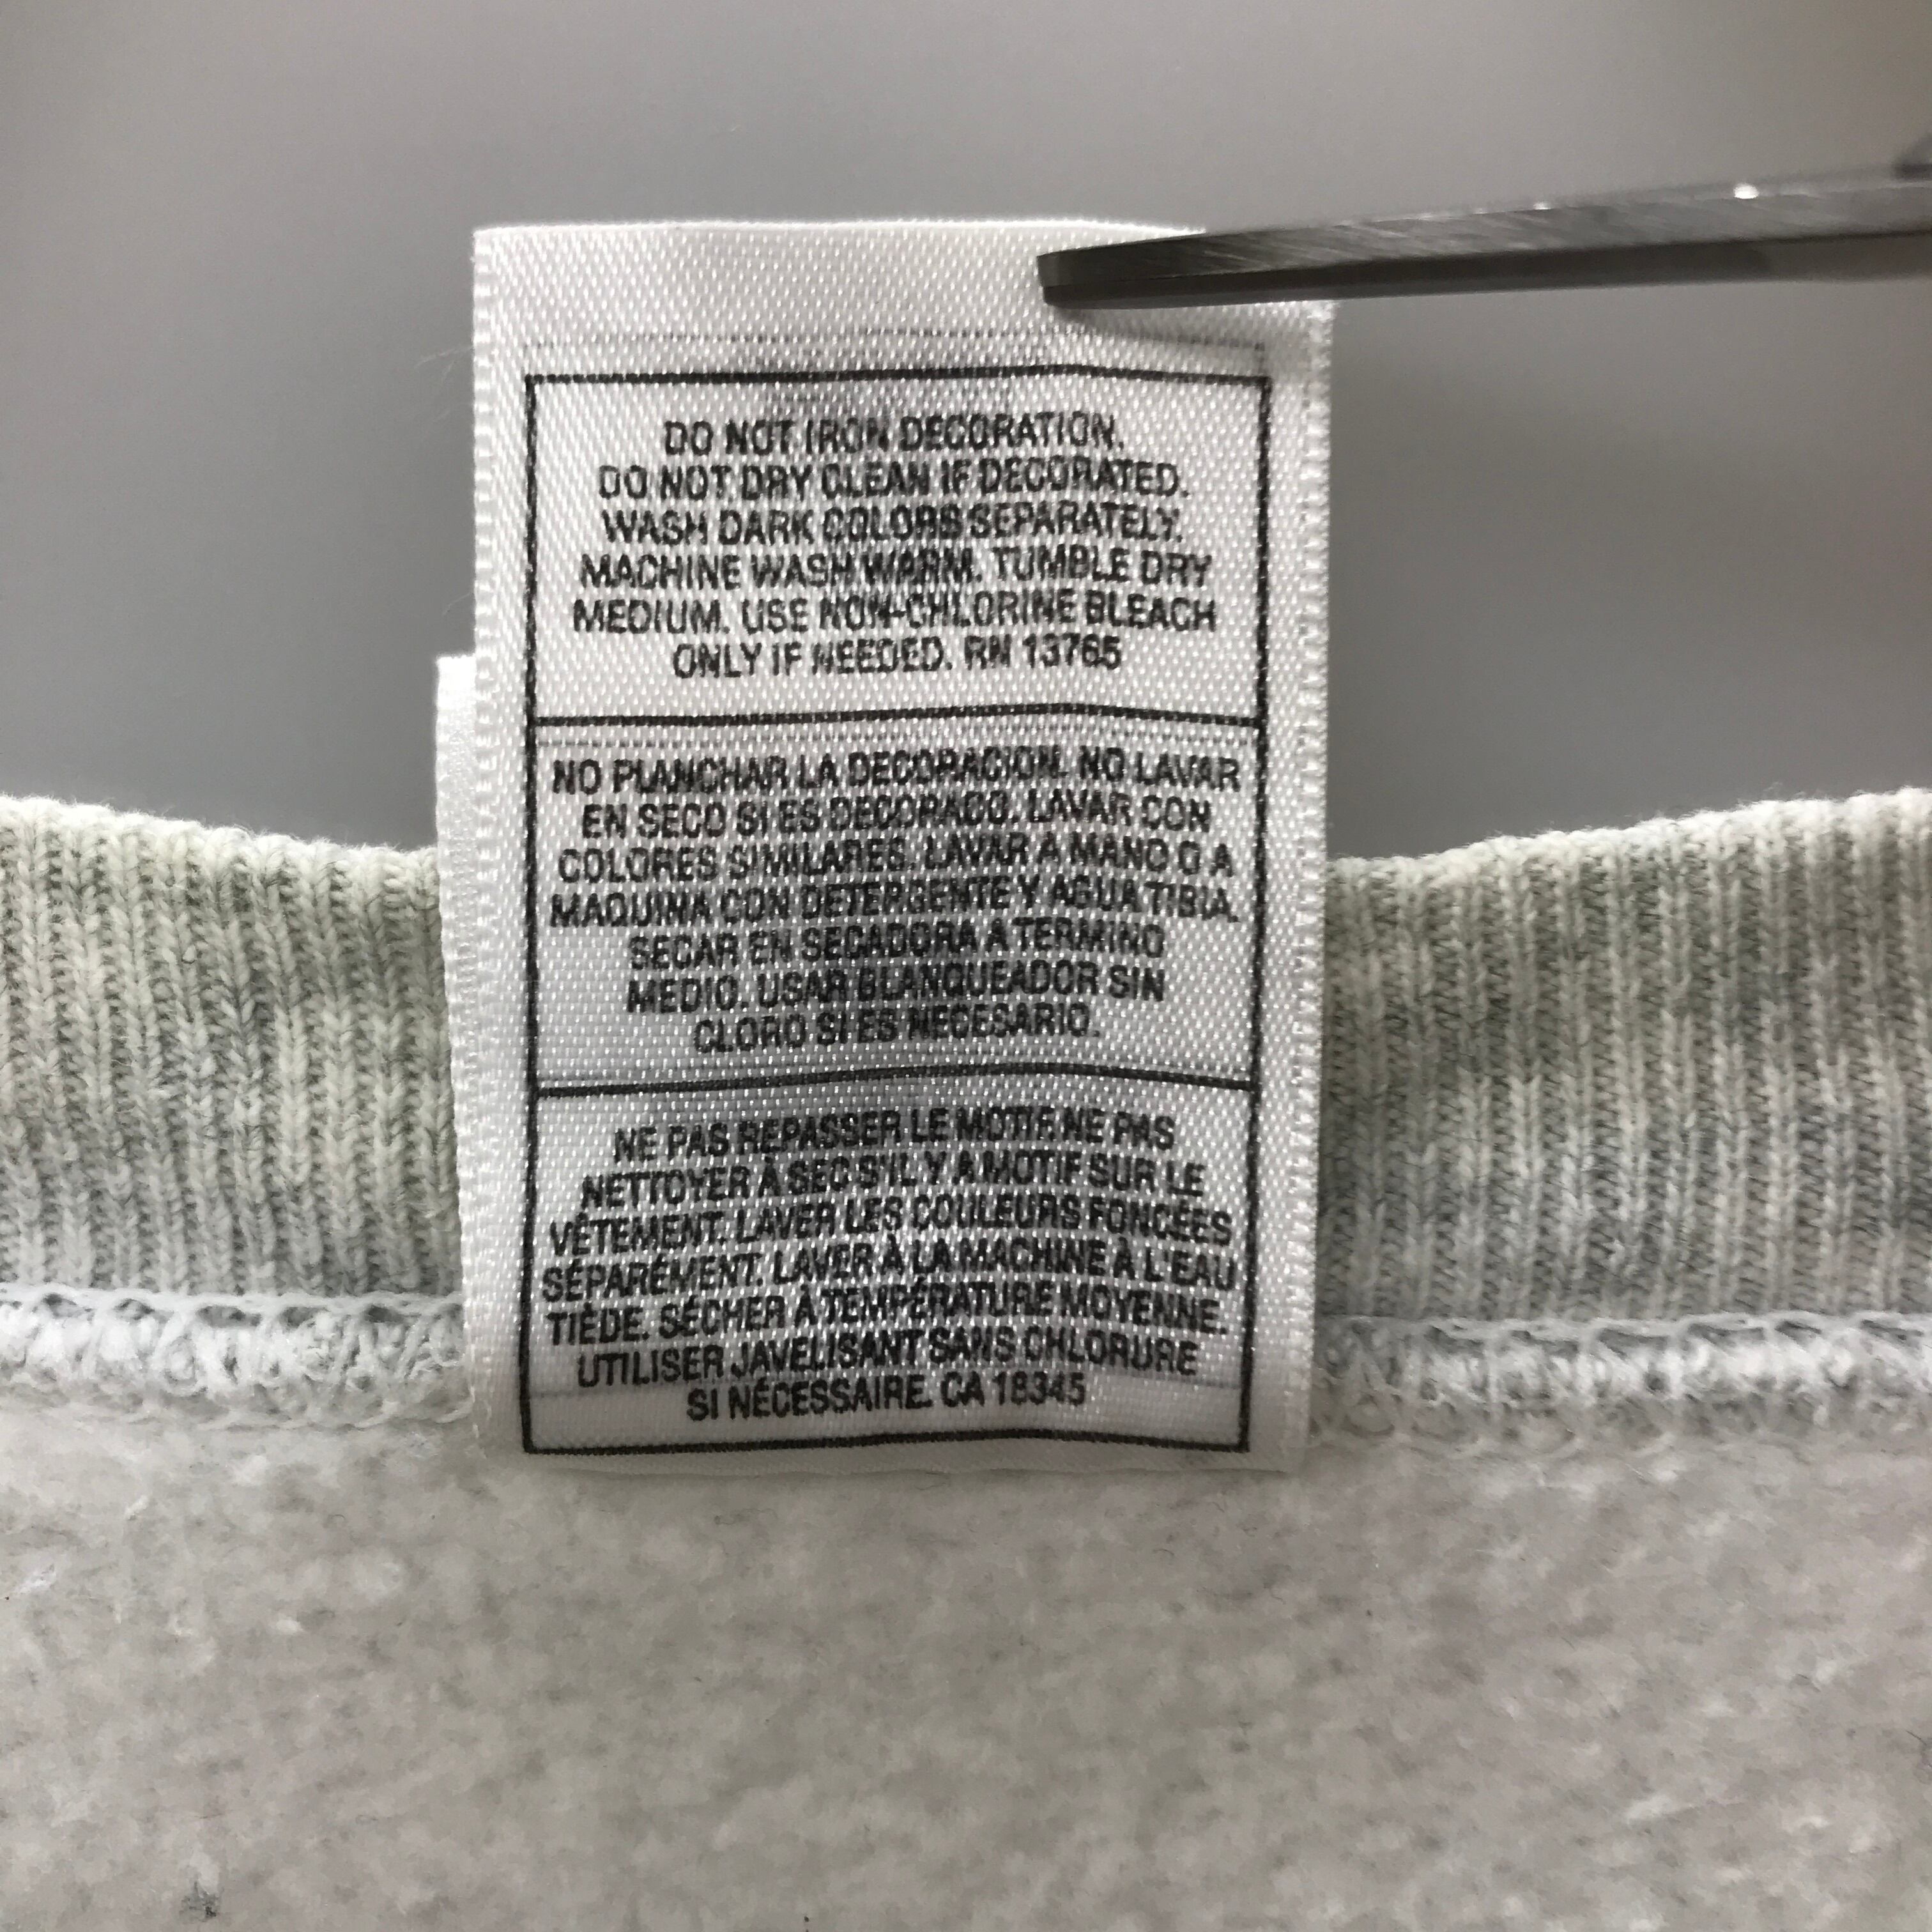 DO NOT IRON DECORATION.
DO NOT DRY CLEAN IF DECORATED.
WASH DARK COLORS SEPARATELY.
MACHINE WASH WARM. TUMBLE DRY
MEDIUM. USE NON-CHLORINE BLEACH
ONLY IF NEEDED. RN 13765
NO PLANCHAR LA DECORACION. NO LAVAR
EN SECO SI ES DECORADO. LAVAR CON
COLORES SIMILARES. LAVAR A MANO O A
MAQUINA CON DETERGENTE Y AGUA TIBIA.
SECAR EN SECADORA A TERMINO
MEDIO. USAR BLANQUEADOR SIN
CLORO SI ES NECESARIO.
NE PAS REPASSER LE MOTIF. NE PAS
NETTOYER À SEC S'IL Y A MOTIF SUR LE
VÊTEMENT. LAVER LES COULEURS FONCÉES
SÉPARÉMENT. LAVER À LA MACHINE À L'EAU
TIÈDE. SÉCHER À TEMPÉRATURE MOYENNE.
UTILISER JAVELISANT SANS CHLORURE
SI NÉCESSAIRE. CA 18345